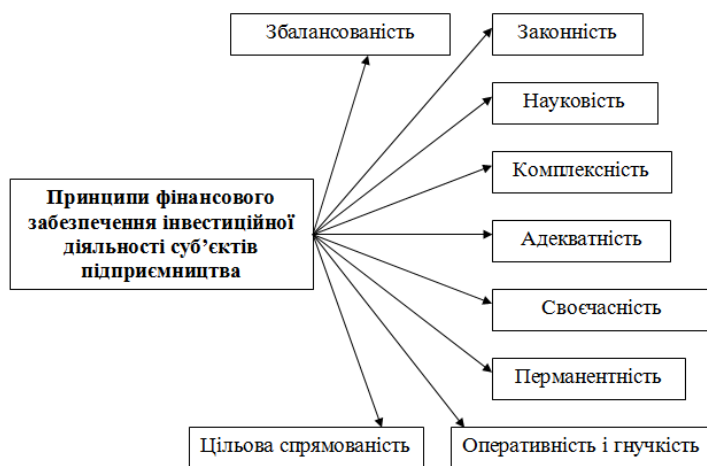 Збалансованість
Законність
Науковість
Комплексність
Принципи фінансового
забезпечення інвестиційної
діяльності суб’єктів
підприємництва
Адекватність
Своєчасність
Перманентність
Цільова спрямованість
Оперативність і гнучкість